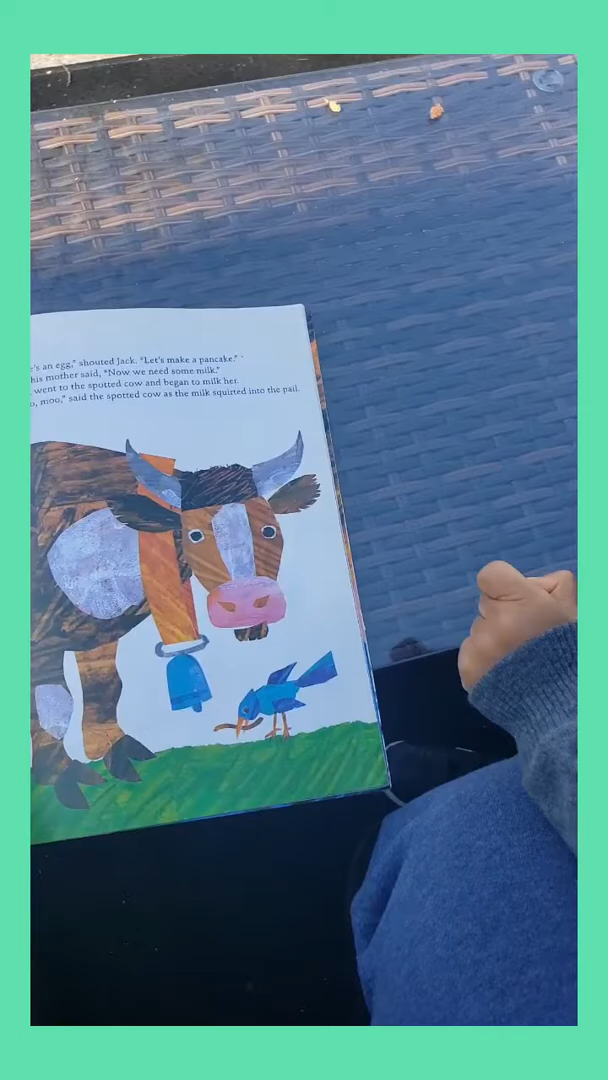 's an egg," shouted Jack. "Let's make a pancake."
his mother said, "Now we need some milk."
went to the spotted cow and began to milk her.
o, moo," said the spotted cow as the milk squirted into the pail.